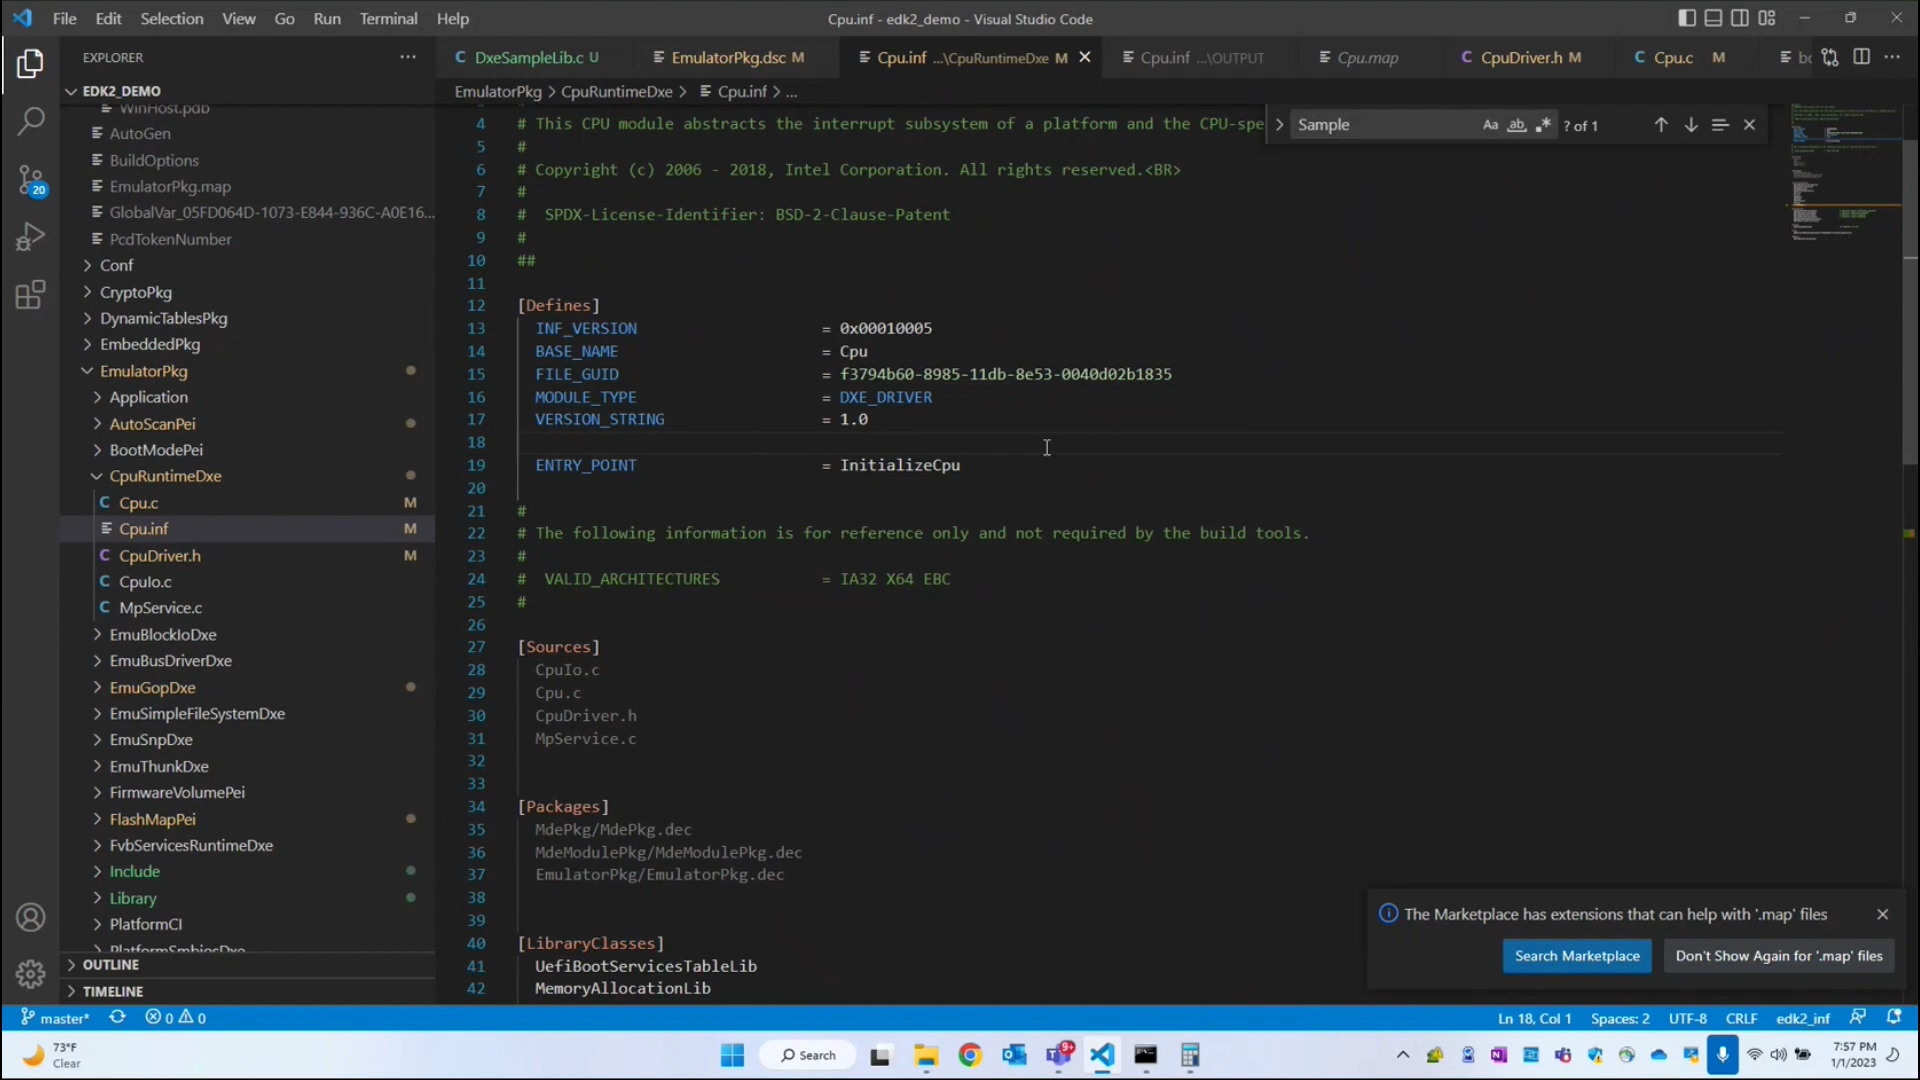 File Edit Selection View Go Run Terminal Help
Cpu.inf - edk2_demo - Visual Studio Code
EXPLORER
DxeSampleLib.c U
EmulatorPkg.dsc M
Cpu.inf ...\CpuRuntimeDxe M
Cpu.inf ...\OUTPUT
Cpu.map
CpuDriver.h M
Cpu.c M
EmulatorPkg > CpuRuntimeDxe > Cpu.inf > ...
Sample
Aa ab ? of 1
EDK2_DEMO
WinHost.pdb
AutoGen
BuildOptions
EmulatorPkg.map
GlobalVar_05FD064D-1073-E844-936C-A0E16...
PcdTokenNumber
Conf
CryptoPkg
DynamicTablesPkg
EmbeddedPkg
EmulatorPkg
Application
AutoScanPei
BootModePei
CpuRuntimeDxe
Cpu.c M
Cpu.inf M
CpuDriver.h M
CpuIo.c
MpService.c
EmuBlockIoDxe
EmuBusDriverDxe
EmuGopDxe
EmuSimpleFileSystemDxe
EmuSnpDxe
EmuThunkDxe
FirmwareVolumePei
FlashMapPei
FvbServicesRuntimeDxe
Include
Library
PlatformCI
PlatformSmbiosDxe
OUTLINE
TIMELINE
20
4 # This CPU module abstracts the interrupt subsystem of a platform and the CPU-spe
5 #
6 # Copyright (c) 2006 - 2018, Intel Corporation. All rights reserved.<BR>
7 #
8 # SPDX-License-Identifier: BSD-2-Clause-Patent
9 #
10 ##
11
12 [Defines]
13 INF_VERSION = 0x00010005
14 BASE_NAME = Cpu
15 FILE_GUID = f3794b60-8985-11db-8e53-0040d02b1835
16 MODULE_TYPE = DXE_DRIVER
17 VERSION_STRING = 1.0
18
19 ENTRY_POINT = InitializeCpu
20
21 #
22 # The following information is for reference only and not required by the build tools.
23 #
24 # VALID_ARCHITECTURES = IA32 X64 EBC
25 #
26
27 [Sources]
28 CpuIo.c
29 Cpu.c
30 CpuDriver.h
31 MpService.c
32
33
34 [Packages]
35 MdePkg/MdePkg.dec
36 MdeModulePkg/MdeModulePkg.dec
37 EmulatorPkg/EmulatorPkg.dec
38
39
40 [LibraryClasses]
41 UefiBootServicesTableLib
42 MemoryAllocationLib
The Marketplace has extensions that can help with '.map' files
Search Marketplace
Don't Show Again for '.map' files
master* 0 0
Ln 18, Col 1 Spaces: 2 UTF-8 CRLF edk2_inf
73°F
Clear
Search
9+
7:57 PM
1/1/2023